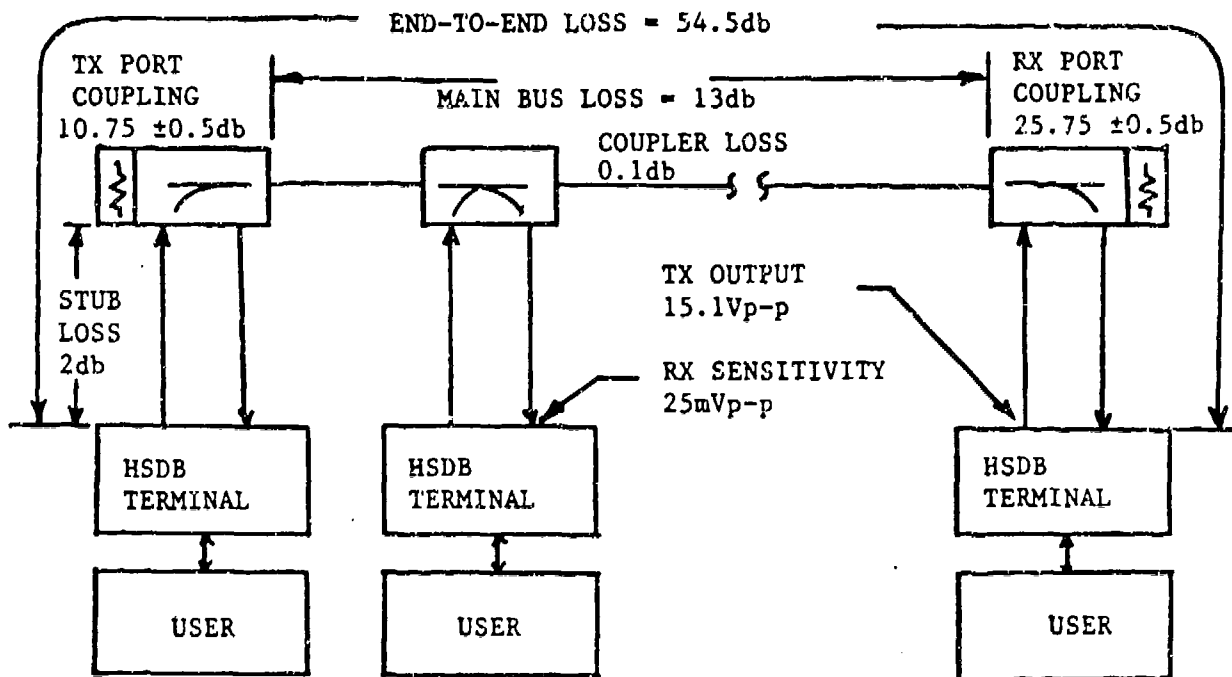 END-TO-END LOSS = 54.5db
TX PORT
COUPLING
10.75 ±0.5db
MAIN BUS LOSS = 13db
RX PORT
COUPLING
25.75 ±0.5db
COUPLER LOSS
0.1db
STUB
LOSS
2db
TX OUTPUT
15.1Vp-p
RX SENSITIVITY
25mVp-p
HSDB
TERMINAL
HSDB
TERMINAL
HSDB
TERMINAL
USER
USER
USER